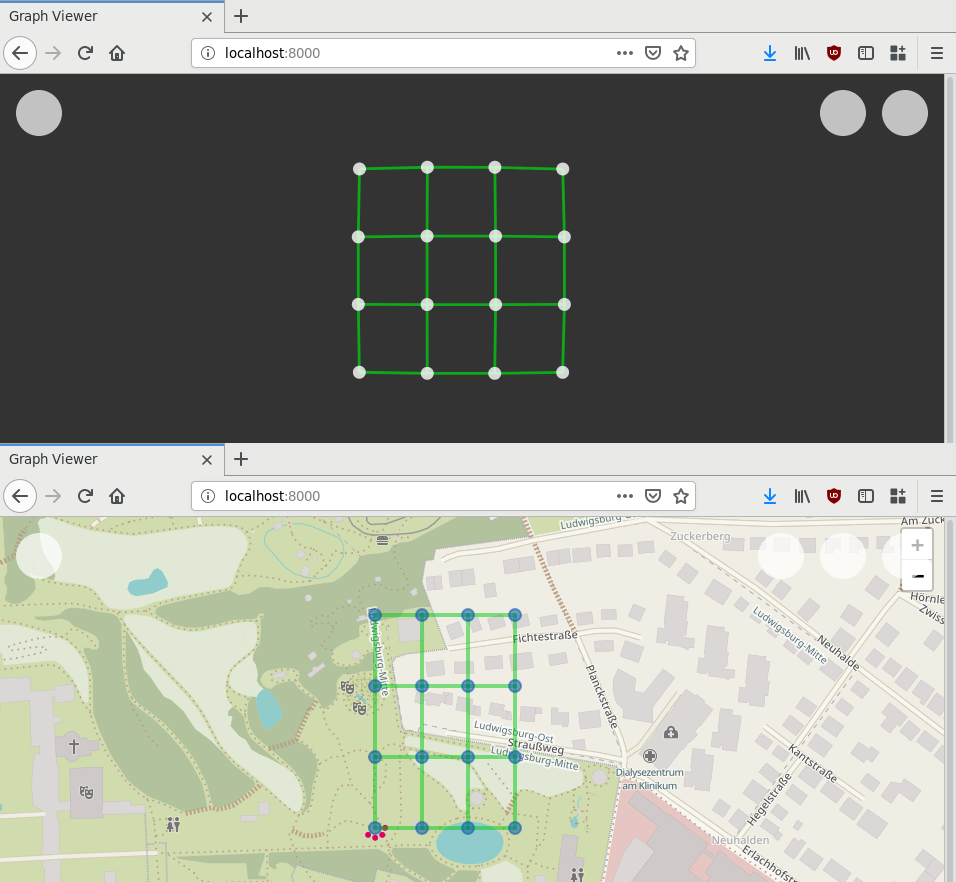 Graph Viewer
localhost:8000
Graph Viewer
localhost:8000
Ludwigsburg-
Am Zuck
Zuckerberg
Hörnle
Zwiss
Ludwigsburg-Mitte
Fichtestraße
Ludwigsburg-Mitte
Neuhalde
Planckstraße
Ludwigsburg-Ost
Straußweg
Ludwigsburg-Mitte
Dialysezentrum
am Klinikum
Kantstraße
Hegelstraße
Neuhalden
Erlachhofst